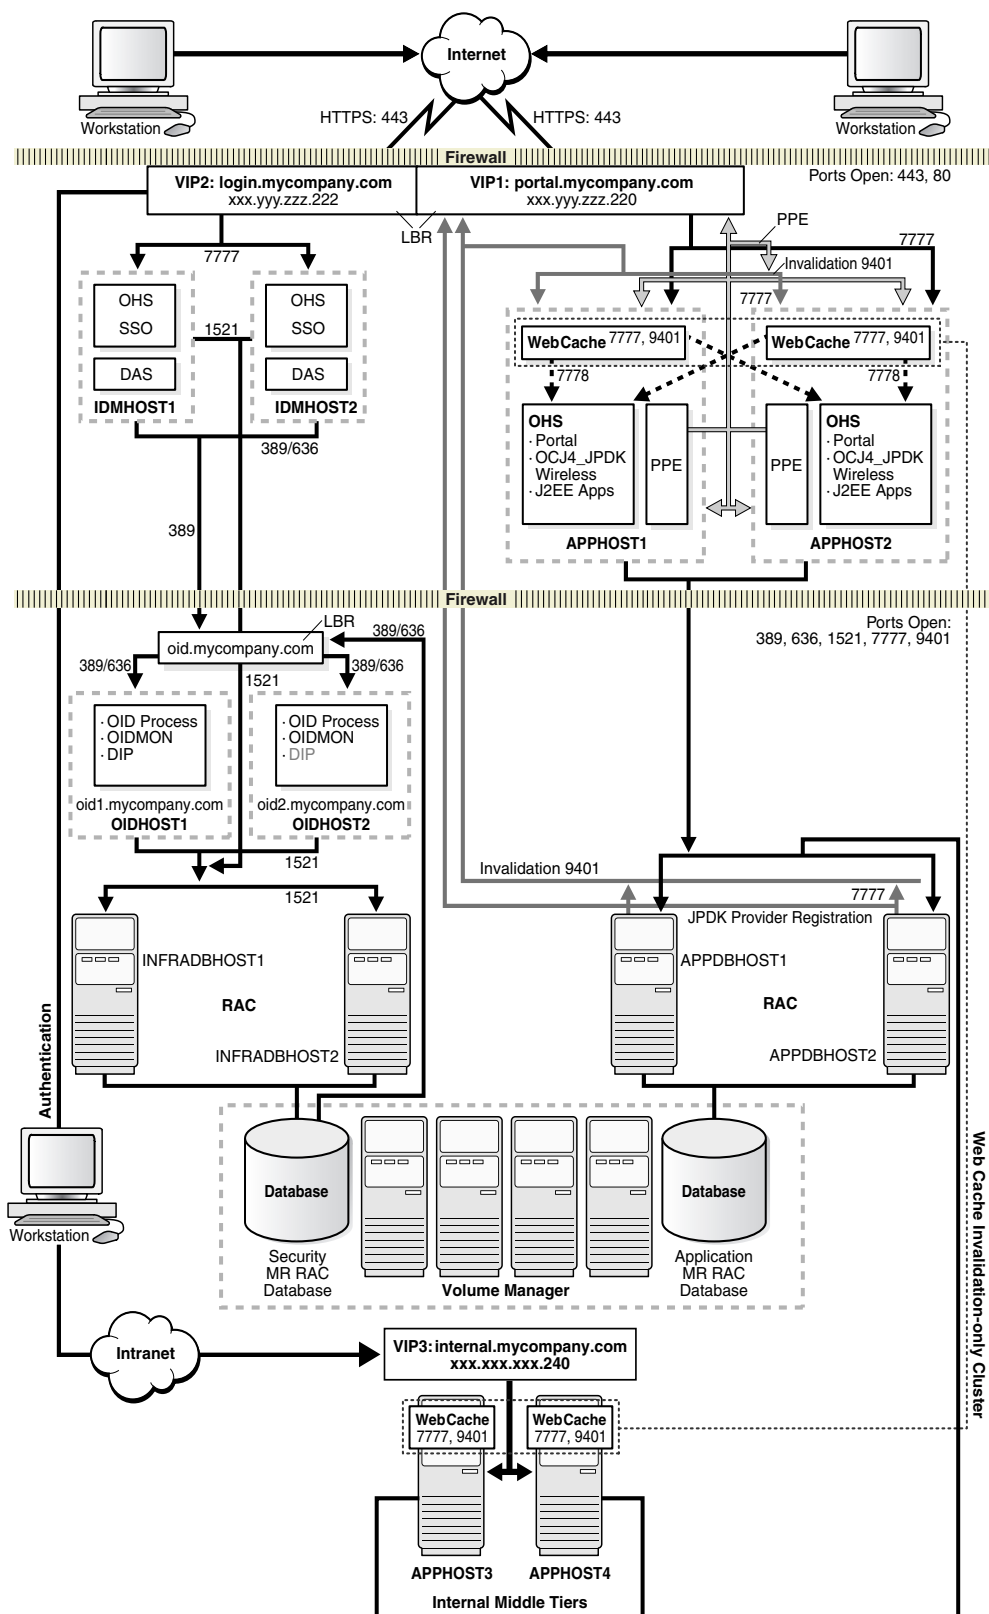 Internet
HTTPS: 443
HTTPS: 443
Workstation
Workstation
Firewall
Ports Open: 443, 80
VIP2: login.mycompany.com
xxx.yyy.zzz.222
VIP1: portal.mycompany.com
xxx.yyy.zzz.220
LBR
PPE
7777
7777
Invalidation 9401
7777
OHS
SSO
DAS
IDMHOST1
1521
OHS
SSO
DAS
IDMHOST2
389/636
WebCache 7777, 9401
WebCache 7777, 9401
7778
7778
OHS
· Portal
· OCJ4_JPDK
Wireless
· J2EE Apps
PPE
PPE
OHS
· Portal
· OCJ4_JPDK
Wireless
· J2EE Apps
APPHOST1
APPHOST2
389
Firewall
Ports Open:
389, 636, 1521, 7777, 9401
LBR
oid.mycompany.com
389/636
389/636
389/636
1521
· OID Process
· OIDMON
· DIP
oid1.mycompany.com
OIDHOST1
· OID Process
· OIDMON
· DIP
oid2.mycompany.com
OIDHOST2
1521
1521
Invalidation 9401
7777
JPDK Provider Registration
INFRADBHOST1
RAC
INFRADBHOST2
APPDBHOST1
RAC
APPDBHOST2
Authentication
Workstation
Database
Security
MR RAC
Database
Volume Manager
Database
Application
MR RAC
Database
Web Cache Invalidation-only Cluster
Intranet
VIP3: internal.mycompany.com
xxx.xxx.xxx.240
WebCache
7777, 9401
WebCache
7777, 9401
APPHOST3
APPHOST4
Internal Middle Tiers